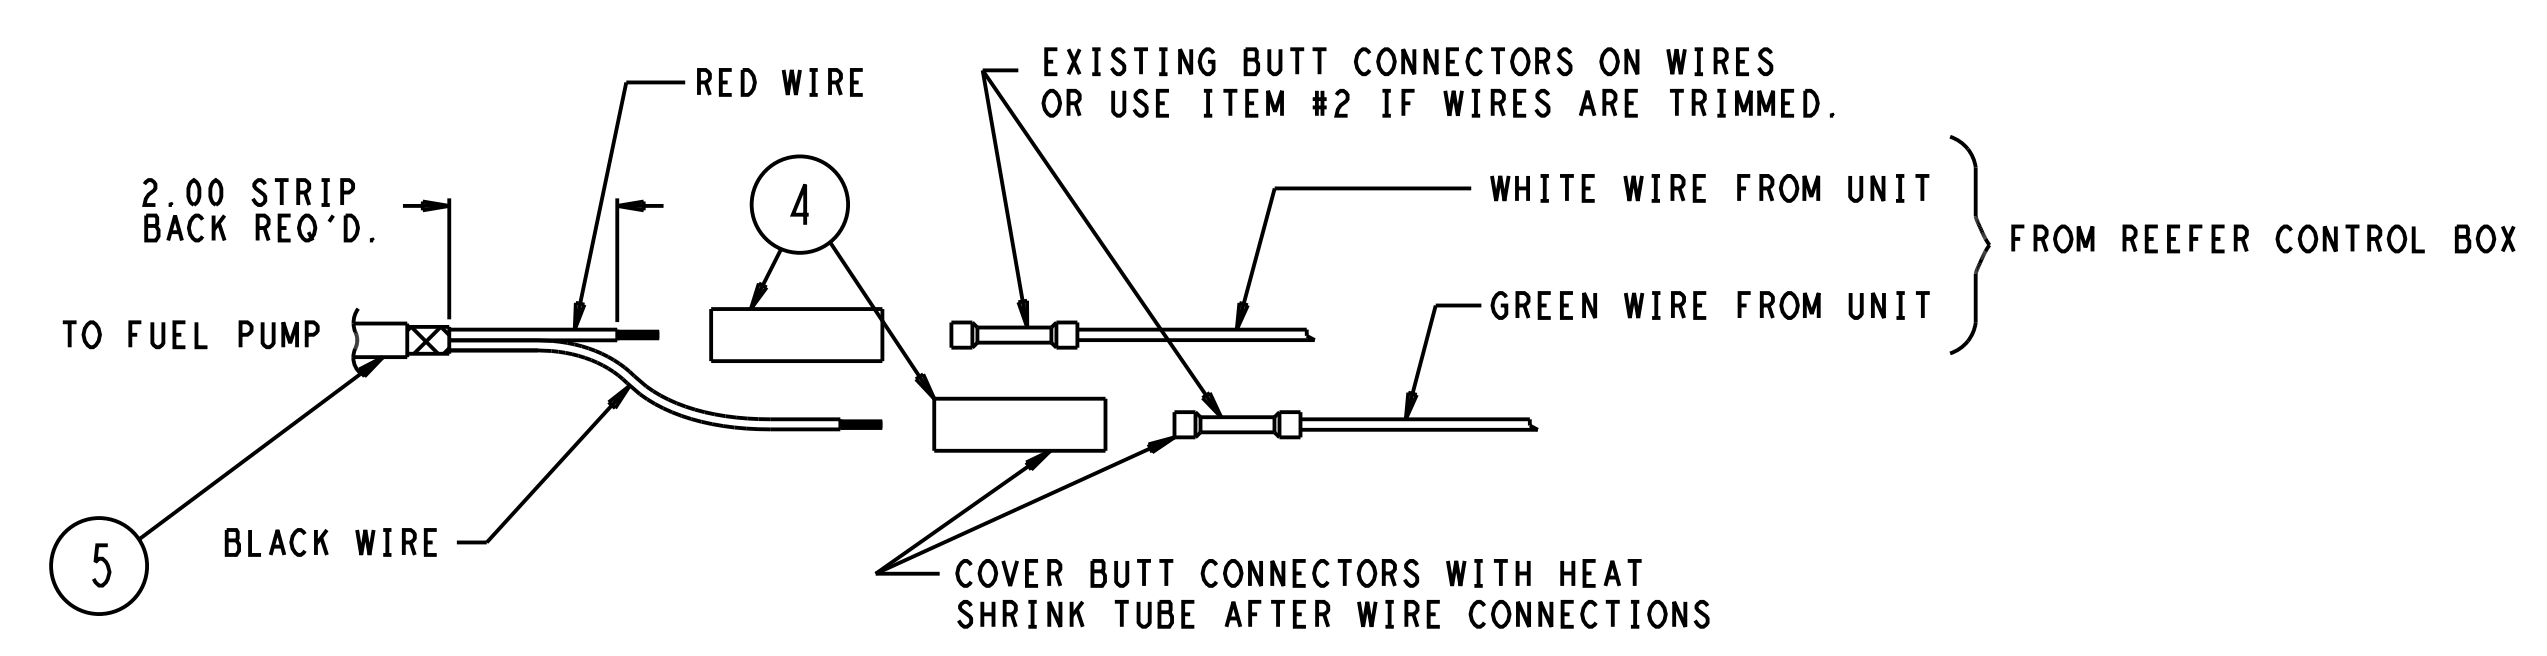 RED WIRE
EXISTING BUTT CONNECTORS ON WIRES
OR USE ITEM #2 IF WIRES ARE TRIMMED.
2.00 STRIP
BACK REQ'D.
4
WHITE WIRE FROM UNIT
FROM REEFER CONTROL BOX
GREEN WIRE FROM UNIT
TO FUEL PUMP
5
BLACK WIRE
COVER BUTT CONNECTORS WITH HEAT
SHRINK TUBE AFTER WIRE CONNECTIONS